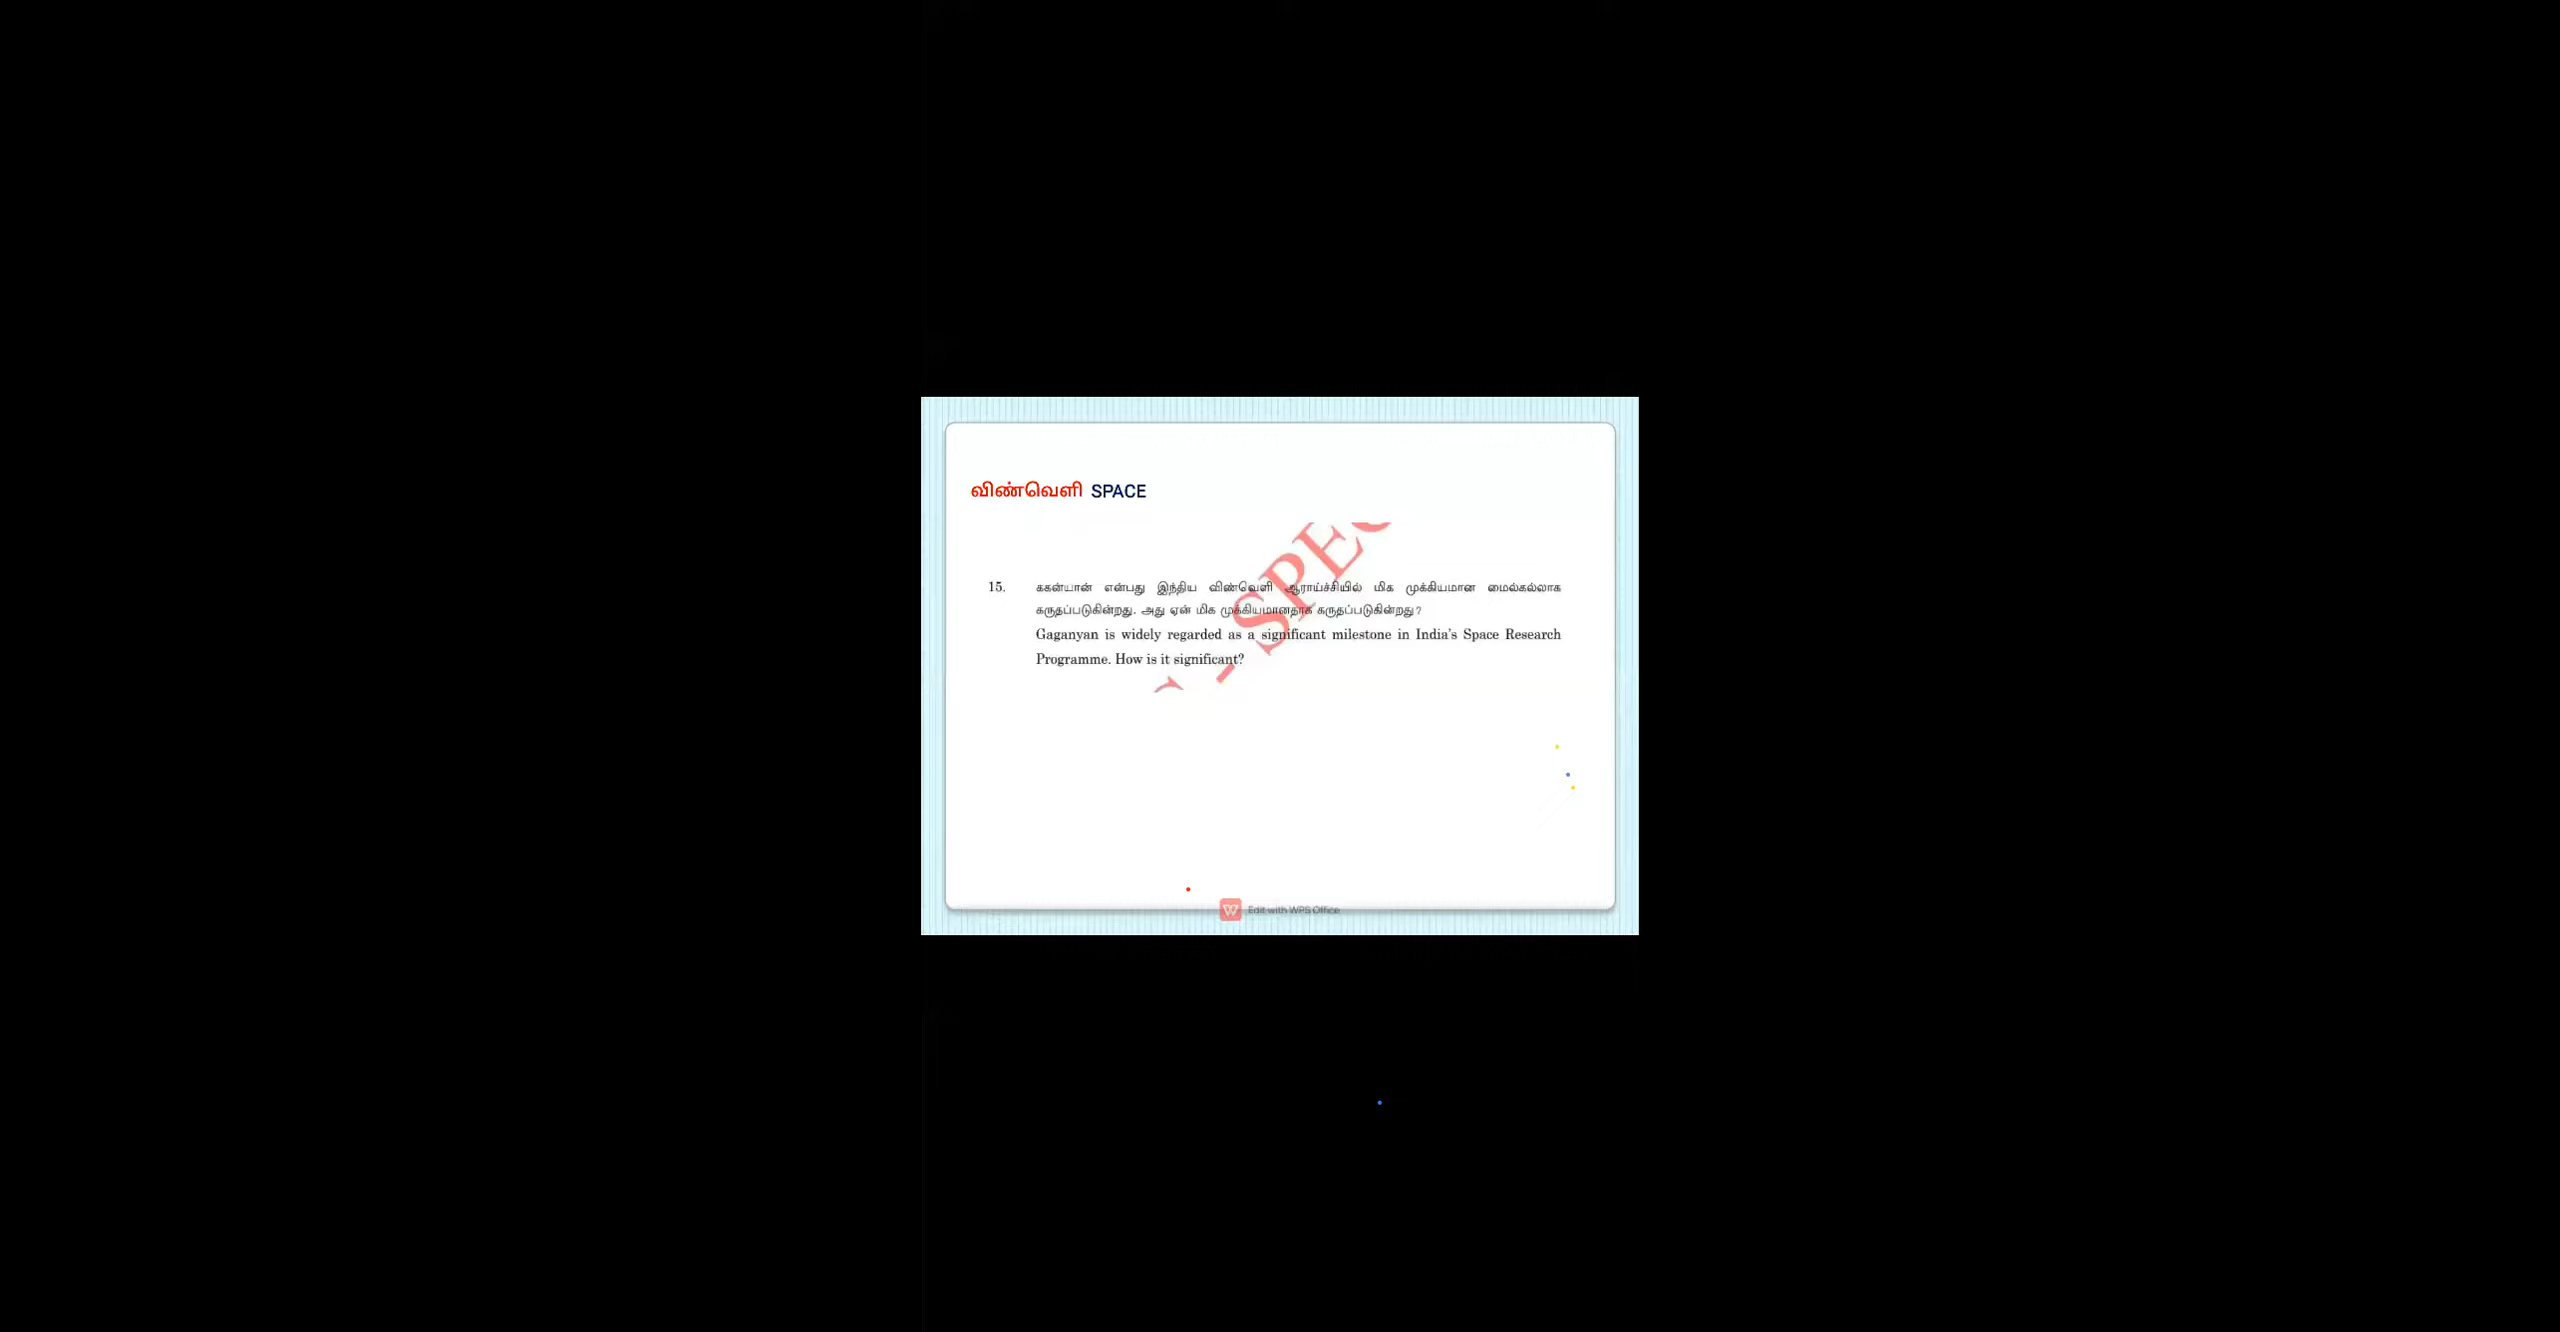 விண்வெளி SPACE
- SPEC
15. ககன்யான் என்பது இந்திய விண்வெளி ஆராய்ச்சியில் மிக முக்கியமான மைல்கல்லாக
கருதப்படுகின்றது. அது ஏன் மிக முக்கியமானதாக கருதப்படுகின்றது?
Gaganyan is widely regarded as a significant milestone in India's Space Research
Programme. How is it significant?
W Edit with WPS Office